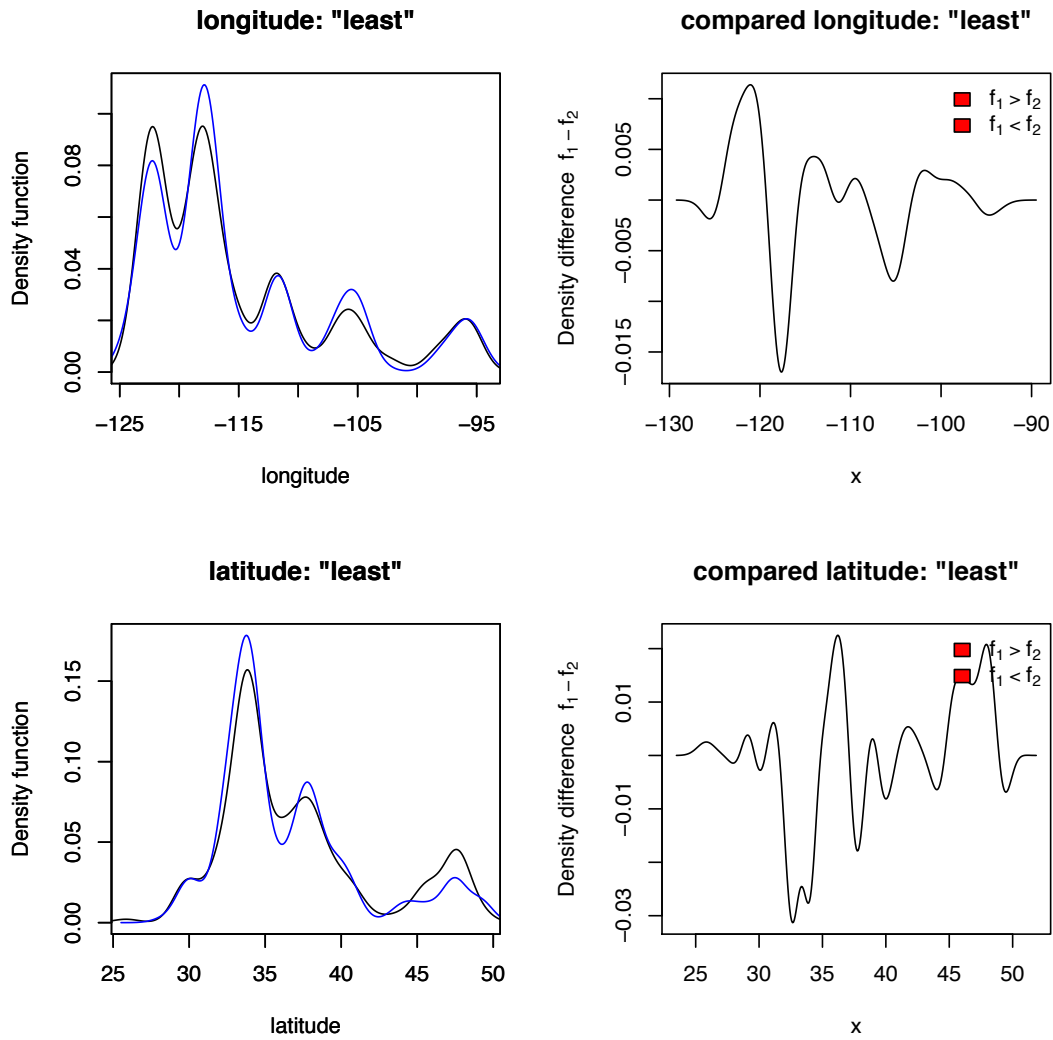 longitude: "least"
Density function
0.00
0.04
0.08
−125
−115
−105
−95
longitude
compared longitude: "least"
Density difference f₁ − f₂
−0.015
−0.005
0.005
f₁ > f₂
f₁ < f₂
−130
−120
−110
−100
−90
x
latitude: "least"
Density function
0.00
0.05
0.10
0.15
25
30
35
40
45
50
latitude
compared latitude: "least"
Density difference f₁ − f₂
−0.03
−0.01
0.01
f₁ > f₂
f₁ < f₂
25
30
35
40
45
50
x